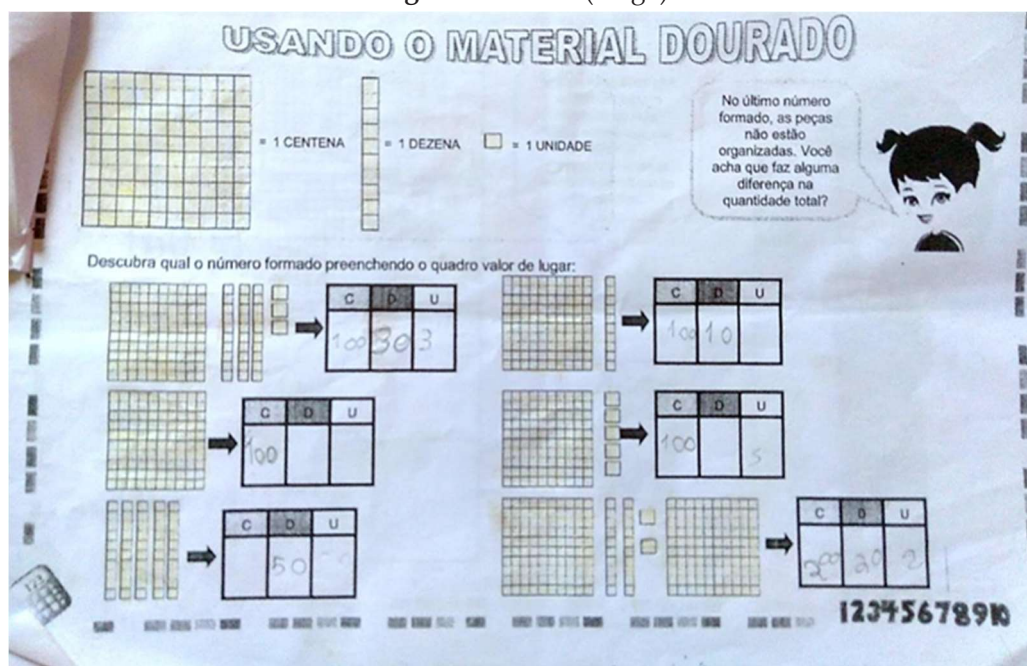 USANDO O MATERIAL DOURADO
= 1 CENTENA = 1 DEZENA = 1 UNIDADE
No último número
formado, as peças
não estão
organizadas. Você
acha que faz alguma
diferença na
quantidade total?
Descubra qual o número formado preenchendo o quadro valor de lugar:
C D U
100 30 3
C D U
100 10
C D U
100
C D U
100 5
C D U
50
C D U
200 20 2
12345678910